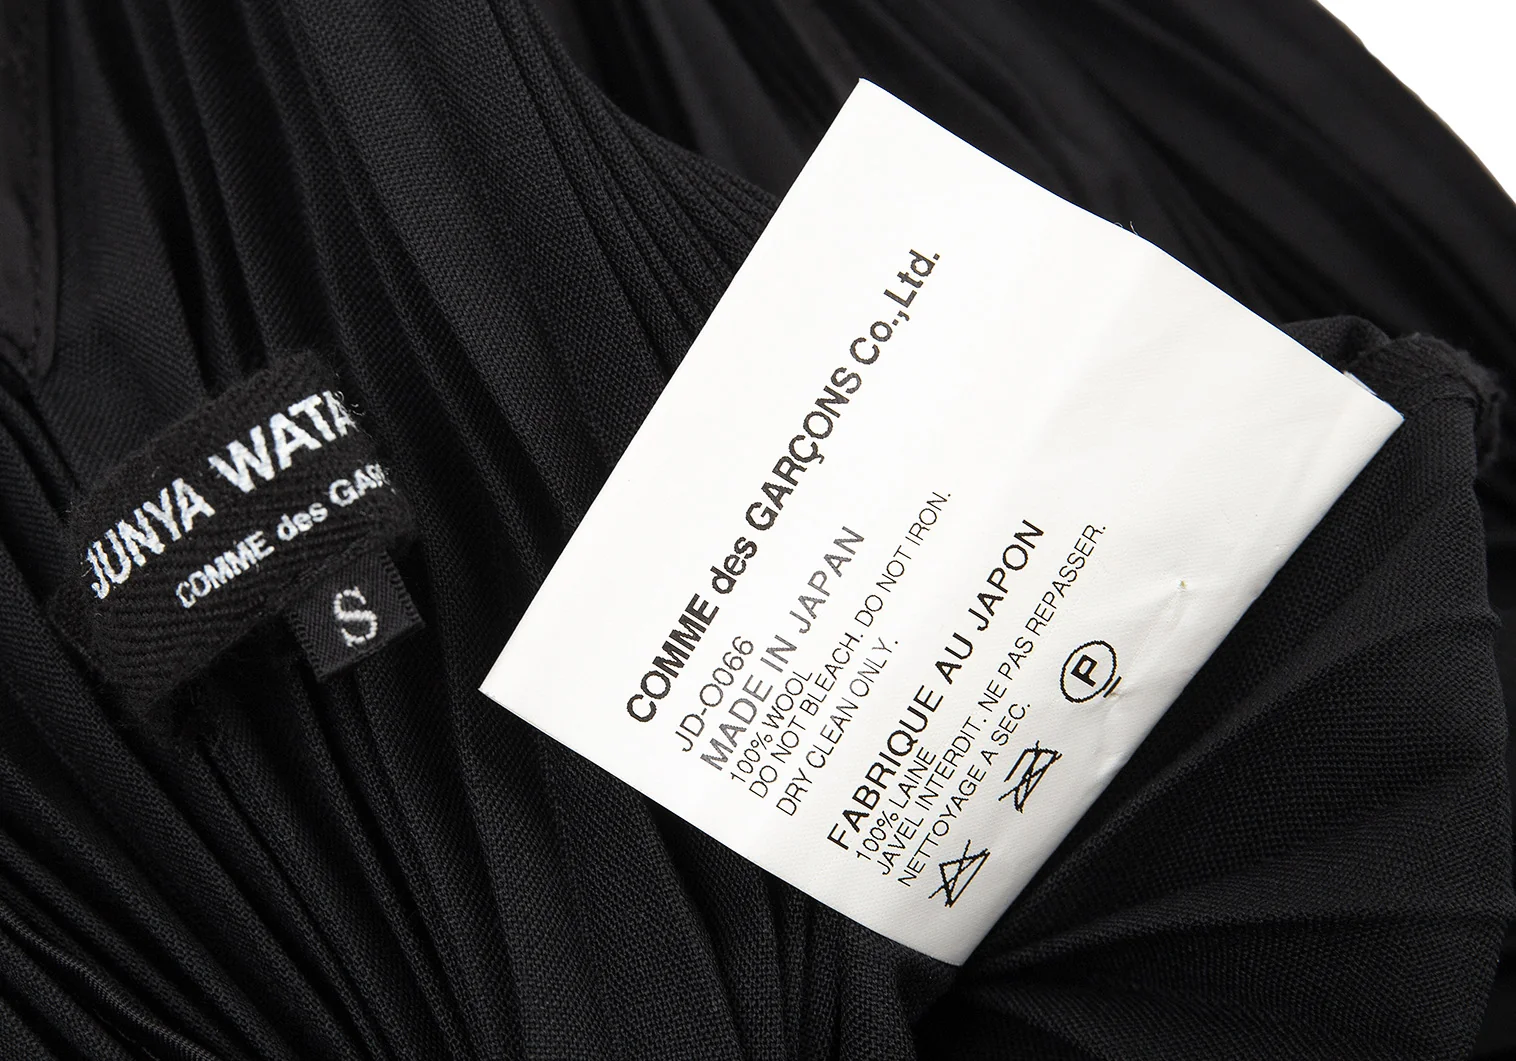 JUNYA WATA
COMME des GAR
S
COMME des GARÇONS Co.,Ltd.
JD-O066
MADE IN JAPAN
100% WOOL
DO NOT BLEACH. DO NOT IRON.
DRY CLEAN ONLY.
FABRIQUE AU JAPON
100% LAINE
JAVEL INTERDIT. NE PAS REPASSER.
NETTOYAGE A SEC.
P